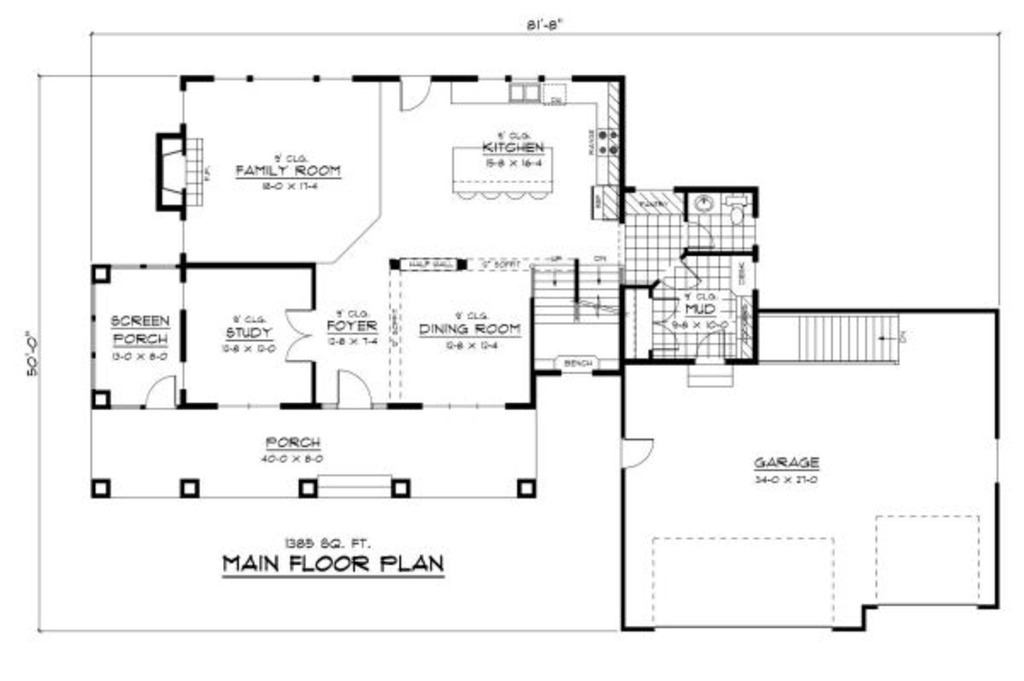 81'-8"
50'-0"
9' CLG.
FAMILY ROOM
18-0 X 17-4
F.P.
9' CLG.
KITCHEN
15-8 X 16-4
DW
RANGE
REF
PANTRY
HALF WALL
12" SOFFIT
UP
DN
SCREEN
PORCH
13-0 X 8-0
9' CLG.
STUDY
12-8 X 12-0
9' CLG.
FOYER
12-8 X 7-4
12" SOFFIT
9' CLG.
DINING ROOM
12-8 X 12-4
BENCH
9' CLG.
MUD
9-8 X 10-0
DESK
DN
PORCH
40-0 X 8-0
GARAGE
34-0 X 27-0
1385 SQ. FT.
MAIN FLOOR PLAN